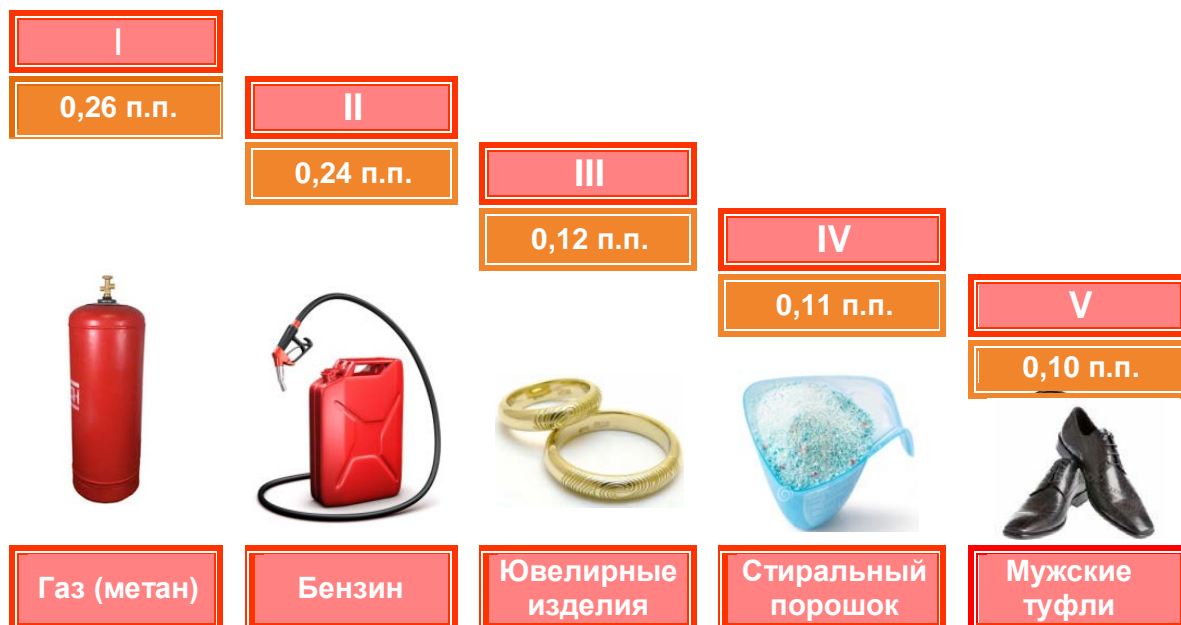 I
0,26 п.п.
II
0,24 п.п.
III
0,12 п.п.
IV
0,11 п.п.
V
0,10 п.п.
Газ (метан)
Бензин
Ювелирные
изделия
Стиральный
порошок
Мужские
туфли